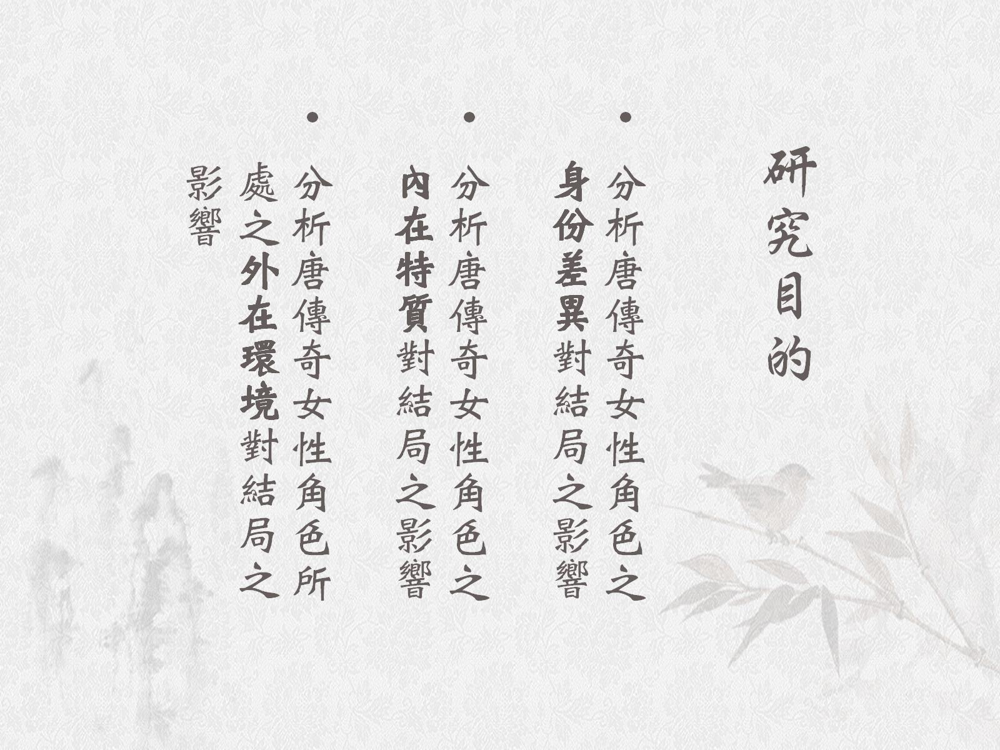 研究目的
• 分析唐傳奇女性角色之
身份差異對結局之影響
• 分析唐傳奇女性角色之
內在特質對結局之影響
• 分析唐傳奇女性角色所
處之外在環境對結局之
影響